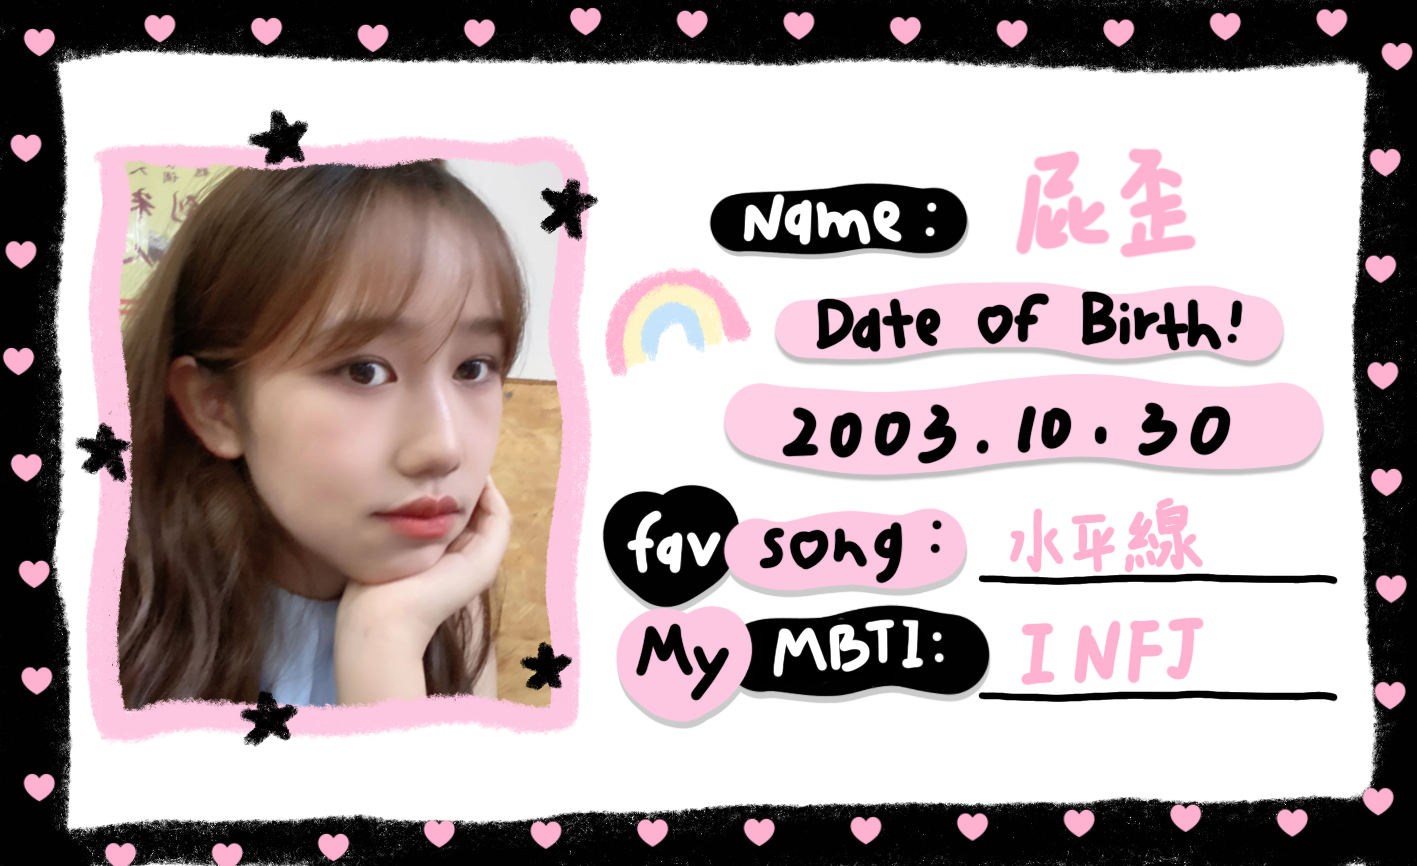 Name: 屁歪
Date of Birth!
2003.10.30
fav song: 水平線
My MBTI: INFJ